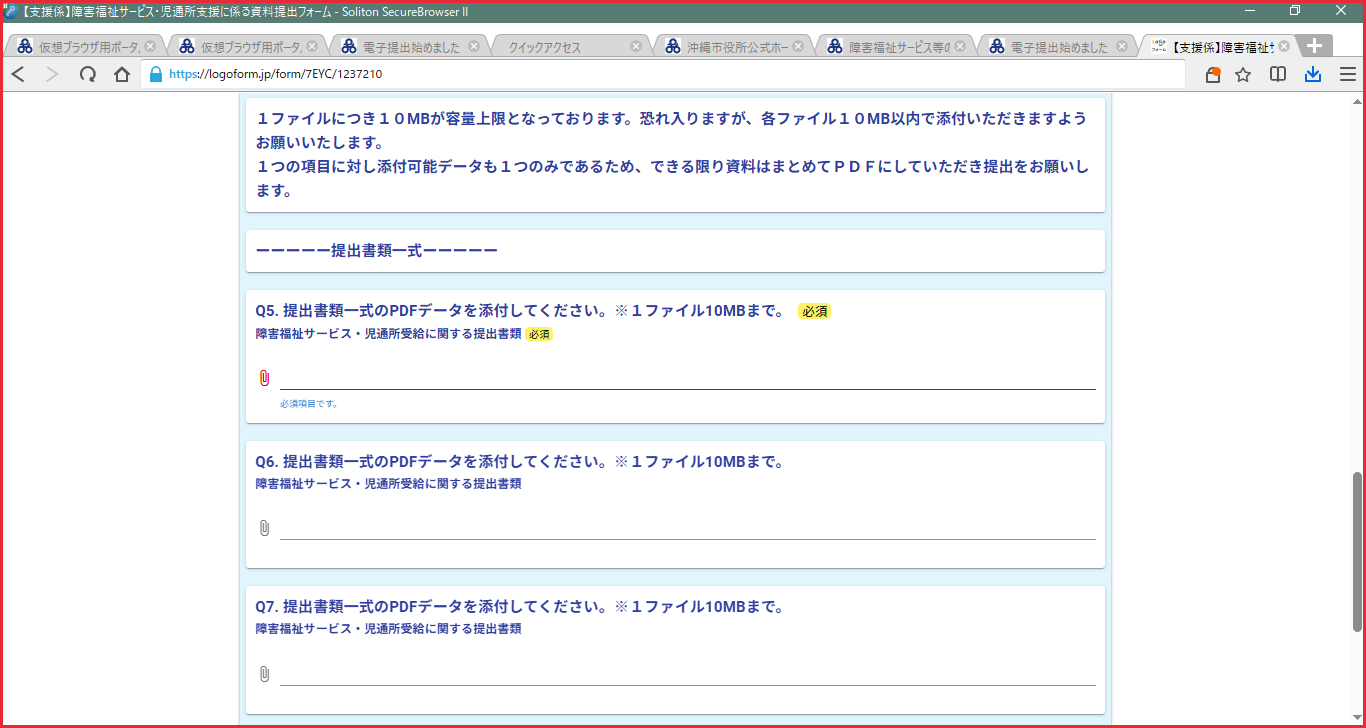 【支援係】障害福祉サービス・児通所支援に係る資料提出フォーム - Soliton SecureBrowser II
仮想ブラウザ用ポータ
仮想ブラウザ用ポータ
電子提出始めました
クイックアクセス
沖縄市役所公式ホー
障害福祉サービス等の
電子提出始めました
LoGo
フォーム
【支援係】障害福祉サ
https://logoform.jp/form/7EYC/1237210
１ファイルにつき１０MBが容量上限となっております。恐れ入りますが、各ファイル１０MB以内で添付いただきますよう
お願いいたします。
１つの項目に対し添付可能データも１つのみであるため、できる限り資料はまとめてＰＤＦにしていただき提出をお願いし
ます。
ーーーーー提出書類一式ーーーーー
Q5. 提出書類一式のPDFデータを添付してください。※１ファイル10MBまで。 必須
障害福祉サービス・児通所受給に関する提出書類 必須
必須項目です。
Q6. 提出書類一式のPDFデータを添付してください。※１ファイル10MBまで。
障害福祉サービス・児通所受給に関する提出書類
Q7. 提出書類一式のPDFデータを添付してください。※１ファイル10MBまで。
障害福祉サービス・児通所受給に関する提出書類